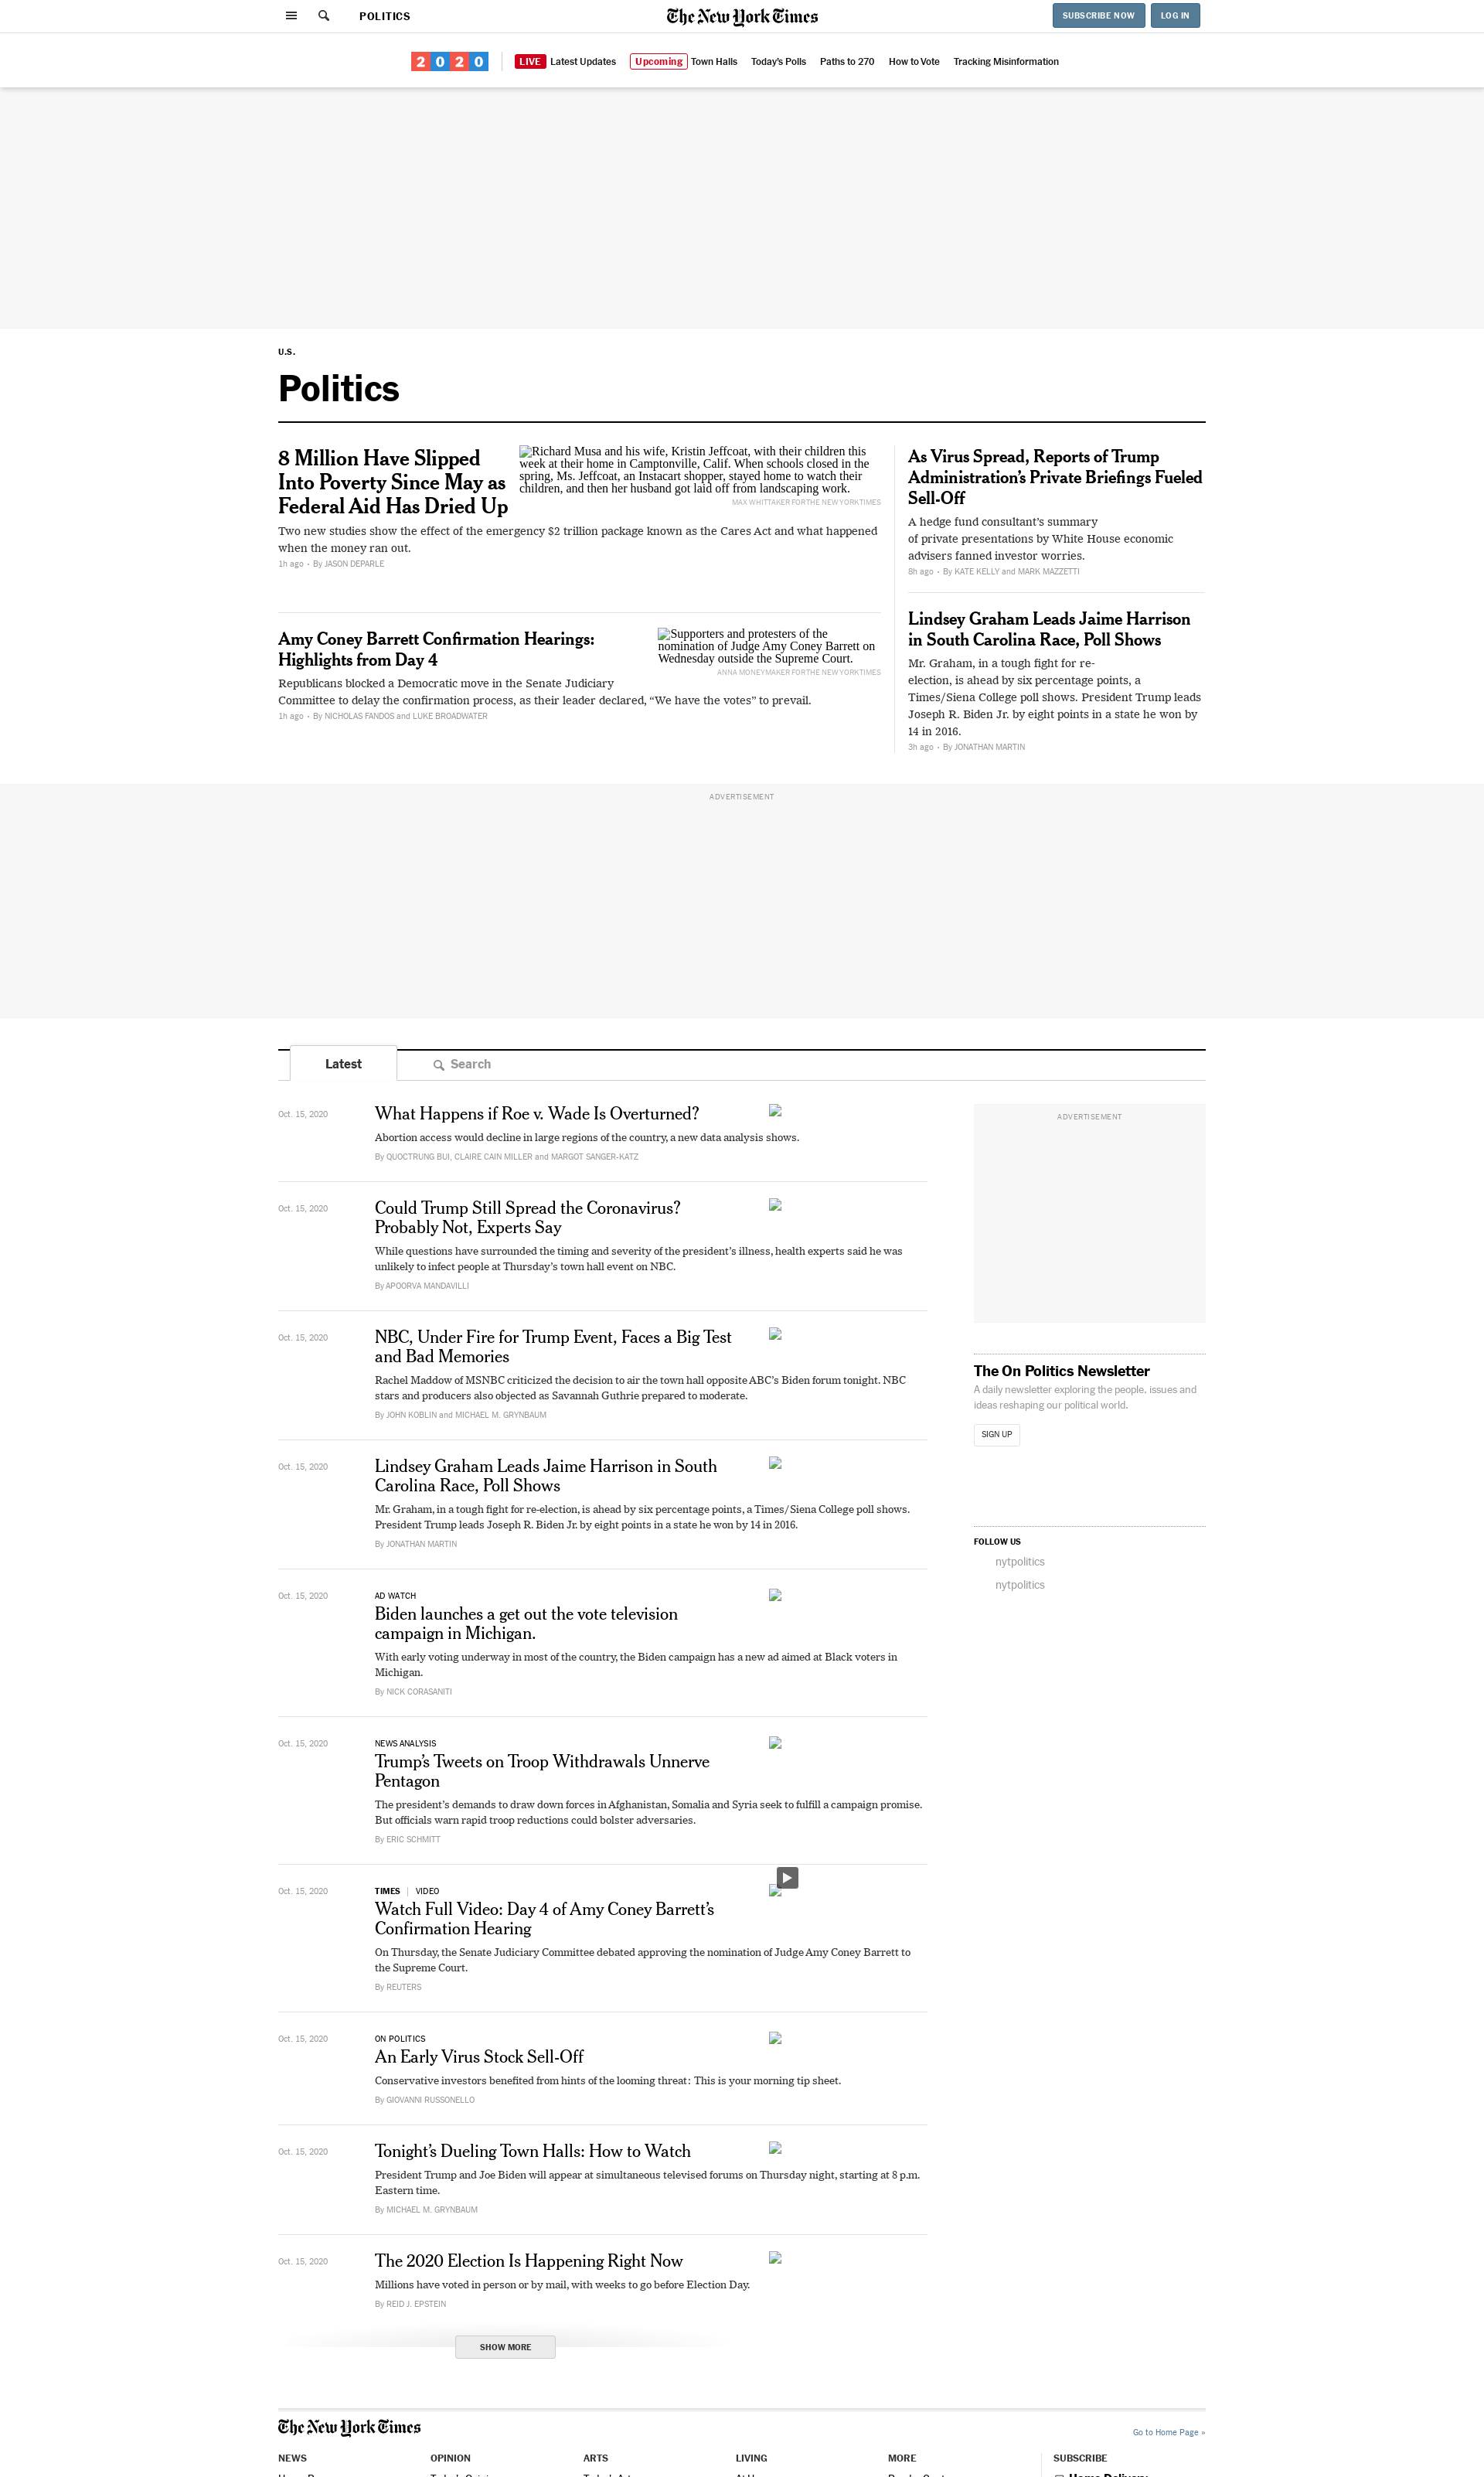 POLITICS
The New York Times
SUBSCRIBE NOW
LOG IN
2020
LIVE Latest Updates
Upcoming Town Halls
Today's Polls
Paths to 270
How to Vote
Tracking Misinformation
U.S.
Politics
8 Million Have Slipped
Into Poverty Since May as
Federal Aid Has Dried Up
Richard Musa and his wife, Kristin Jeffcoat, with their children this
week at their home in Camptonville, Calif. When schools closed in the
spring, Ms. Jeffcoat, an Instacart shopper, stayed home to watch their
children, and then her husband got laid off from landscaping work.
MAX WHITTAKER FOR THE NEW YORK TIMES
Two new studies show the effect of the emergency $2 trillion package known as the Cares Act and what happened
when the money ran out.
1h ago • By JASON DEPARLE
Amy Coney Barrett Confirmation Hearings:
Highlights from Day 4
Supporters and protesters of the
nomination of Judge Amy Coney Barrett on
Wednesday outside the Supreme Court.
ANNA MONEYMAKER FOR THE NEW YORK TIMES
Republicans blocked a Democratic move in the Senate Judiciary
Committee to delay the confirmation process, as their leader declared, “We have the votes” to prevail.
1h ago • By NICHOLAS FANDOS and LUKE BROADWATER
As Virus Spread, Reports of Trump
Administration’s Private Briefings Fueled
Sell-Off
A hedge fund consultant’s summary
of private presentations by White House economic
advisers fanned investor worries.
8h ago • By KATE KELLY and MARK MAZZETTI
Lindsey Graham Leads Jaime Harrison
in South Carolina Race, Poll Shows
Mr. Graham, in a tough fight for re-
election, is ahead by six percentage points, a
Times/Siena College poll shows. President Trump leads
Joseph R. Biden Jr. by eight points in a state he won by
14 in 2016.
3h ago • By JONATHAN MARTIN
ADVERTISEMENT
Latest
Search
Oct. 15, 2020
What Happens if Roe v. Wade Is Overturned?
Abortion access would decline in large regions of the country, a new data analysis shows.
By QUOCTRUNG BUI, CLAIRE CAIN MILLER and MARGOT SANGER-KATZ
Oct. 15, 2020
Could Trump Still Spread the Coronavirus?
Probably Not, Experts Say
While questions have surrounded the timing and severity of the president’s illness, health experts said he was
unlikely to infect people at Thursday’s town hall event on NBC.
By APOORVA MANDAVILLI
Oct. 15, 2020
NBC, Under Fire for Trump Event, Faces a Big Test
and Bad Memories
Rachel Maddow of MSNBC criticized the decision to air the town hall opposite ABC’s Biden forum tonight. NBC
stars and producers also objected as Savannah Guthrie prepared to moderate.
By JOHN KOBLIN and MICHAEL M. GRYNBAUM
Oct. 15, 2020
Lindsey Graham Leads Jaime Harrison in South
Carolina Race, Poll Shows
Mr. Graham, in a tough fight for re-election, is ahead by six percentage points, a Times/Siena College poll shows.
President Trump leads Joseph R. Biden Jr. by eight points in a state he won by 14 in 2016.
By JONATHAN MARTIN
Oct. 15, 2020
AD WATCH
Biden launches a get out the vote television
campaign in Michigan.
With early voting underway in most of the country, the Biden campaign has a new ad aimed at Black voters in
Michigan.
By NICK CORASANITI
Oct. 15, 2020
NEWS ANALYSIS
Trump’s Tweets on Troop Withdrawals Unnerve
Pentagon
The president’s demands to draw down forces in Afghanistan, Somalia and Syria seek to fulfill a campaign promise.
But officials warn rapid troop reductions could bolster adversaries.
By ERIC SCHMITT
Oct. 15, 2020
TIMES | VIDEO
Watch Full Video: Day 4 of Amy Coney Barrett’s
Confirmation Hearing
On Thursday, the Senate Judiciary Committee debated approving the nomination of Judge Amy Coney Barrett to
the Supreme Court.
By REUTERS
Oct. 15, 2020
ON POLITICS
An Early Virus Stock Sell-Off
Conservative investors benefited from hints of the looming threat: This is your morning tip sheet.
By GIOVANNI RUSSONELLO
Oct. 15, 2020
Tonight’s Dueling Town Halls: How to Watch
President Trump and Joe Biden will appear at simultaneous televised forums on Thursday night, starting at 8 p.m.
Eastern time.
By MICHAEL M. GRYNBAUM
Oct. 15, 2020
The 2020 Election Is Happening Right Now
Millions have voted in person or by mail, with weeks to go before Election Day.
By REID J. EPSTEIN
SHOW MORE
ADVERTISEMENT
The On Politics Newsletter
A daily newsletter exploring the people, issues and
ideas reshaping our political world.
SIGN UP
FOLLOW US
nytpolitics
nytpolitics
The New York Times
Go to Home Page »
NEWS
OPINION
ARTS
LIVING
MORE
SUBSCRIBE